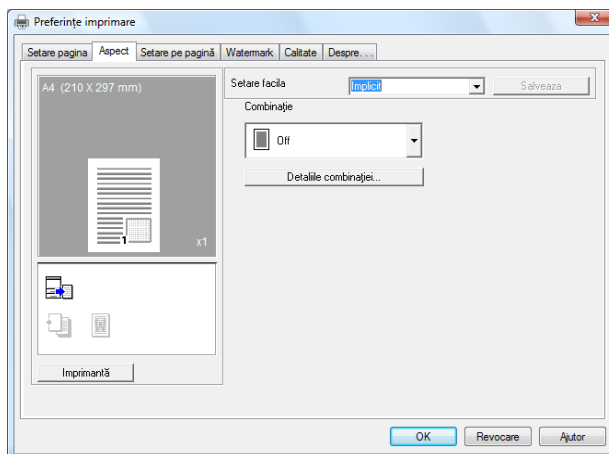 Preferințe imprimare
Setare pagina Aspect Setare pe pagină Watermark Calitate Despre. . .
A4 (210 X 297 mm)
1
x1
Imprimantă
Setare facila Implicit Salveaza
Combinație
Off
Detaliile combinației...
OK Revocare Ajutor